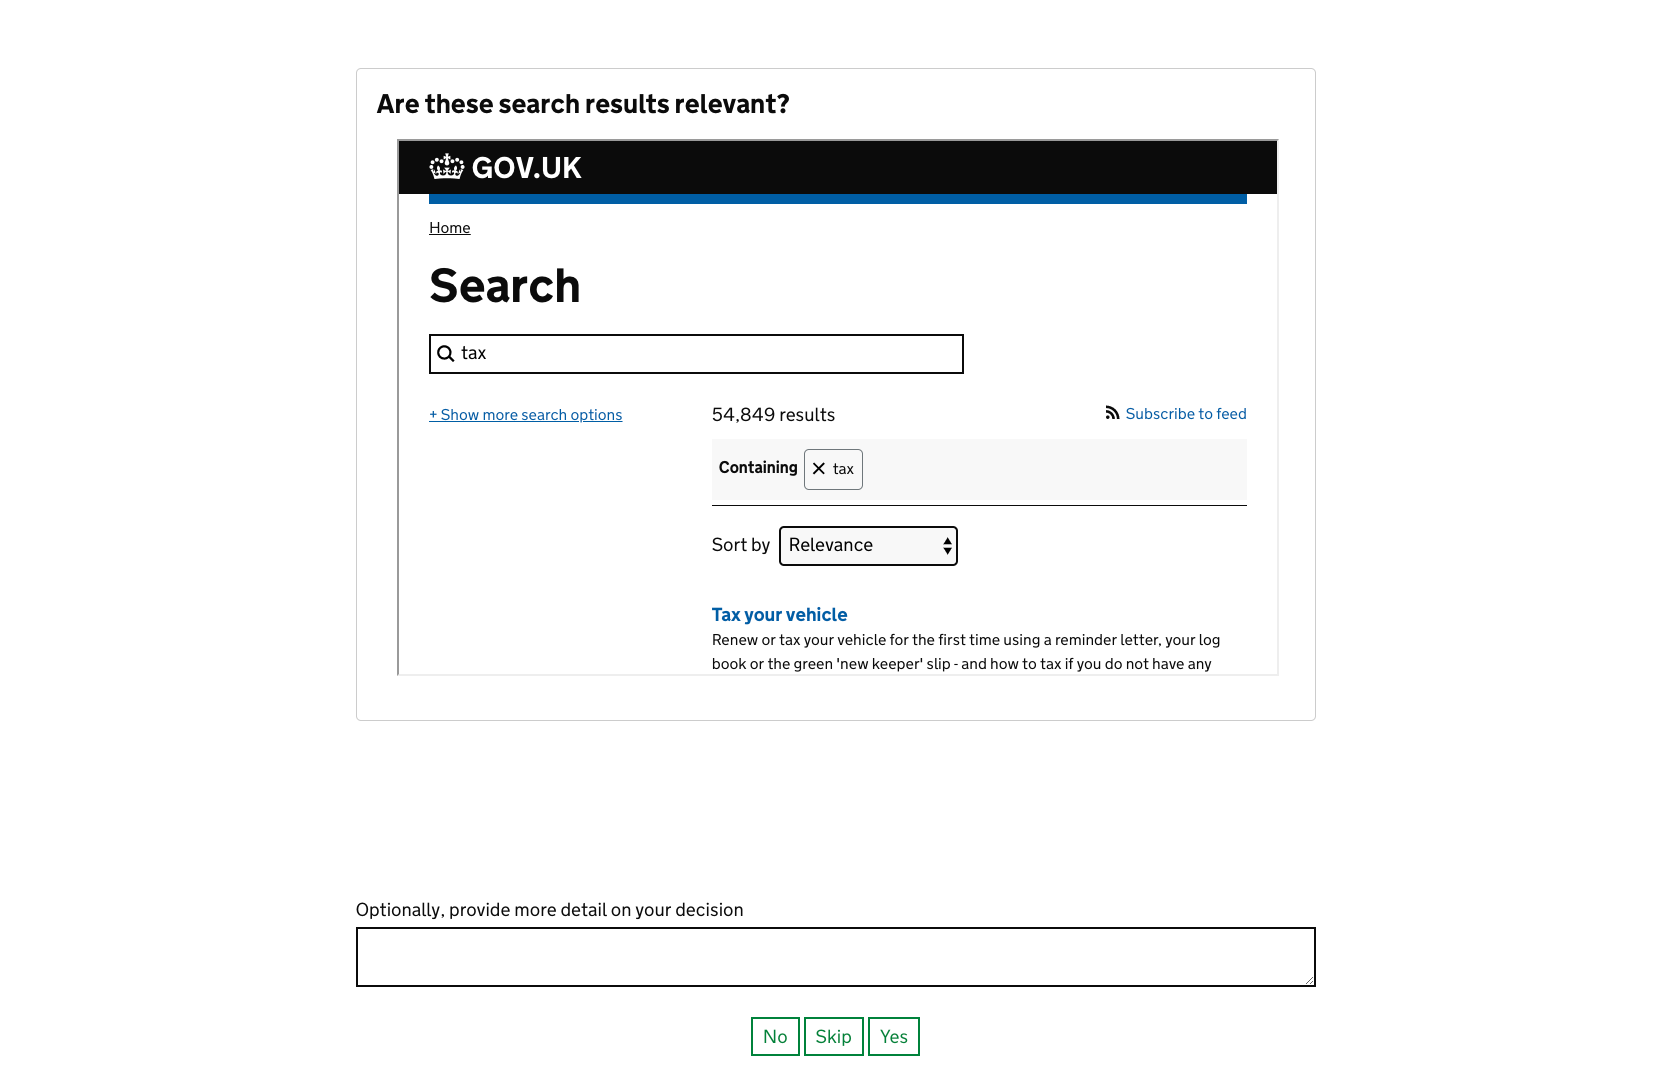 Are these search results relevant?
GOV.UK
Home
Search
tax
+ Show more search options
54,849 results
Subscribe to feed
Containing
tax
Sort by
Relevance
Tax your vehicle
Renew or tax your vehicle for the first time using a reminder letter, your log
book or the green 'new keeper' slip - and how to tax if you do not have any
Optionally, provide more detail on your decision
No
Skip
Yes